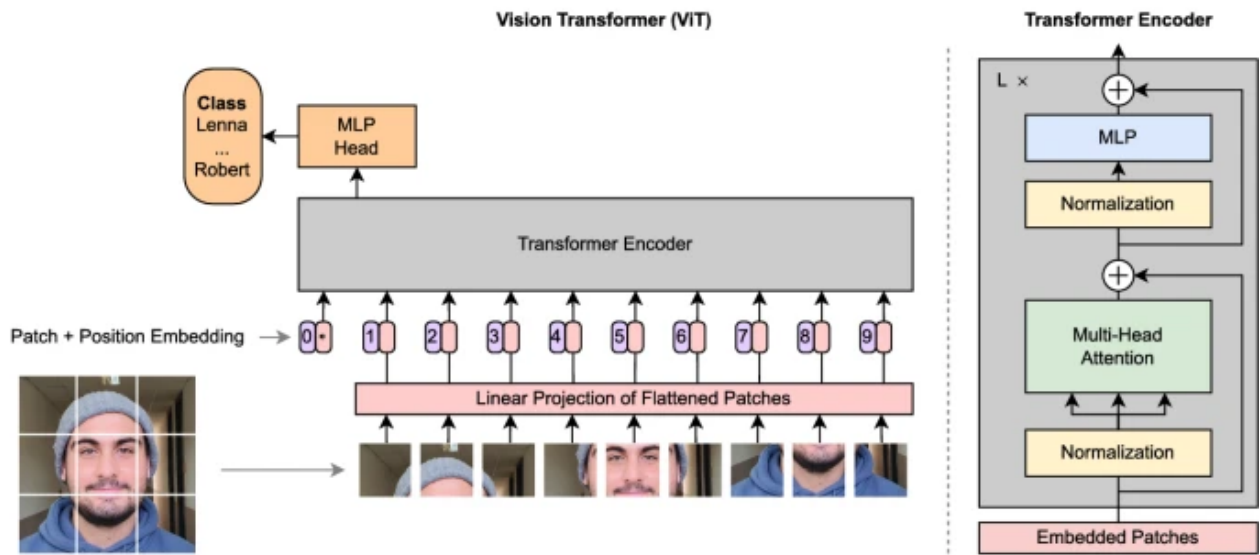 Vision Transformer (ViT)
Transformer Encoder
Class
Lenna
...
Robert
MLP
Head
Transformer Encoder
Patch + Position Embedding
0 * 1 2 3 4 5 6 7 8 9
Linear Projection of Flattened Patches
L ×
+
MLP
Normalization
+
Multi-Head
Attention
Normalization
Embedded Patches